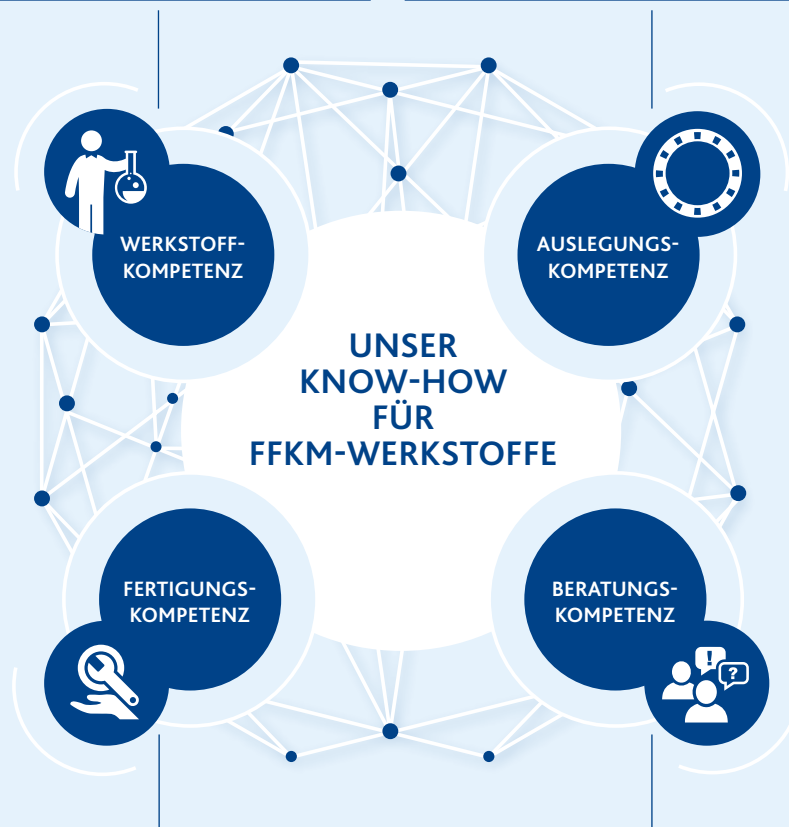 WERKSTOFF-
KOMPETENZ
AUSLEGUNGS-
KOMPETENZ
UNSER
KNOW-HOW
FÜR
FFKM-WERKSTOFFE
FERTIGUNGS-
KOMPETENZ
BERATUNGS-
KOMPETENZ
!
?